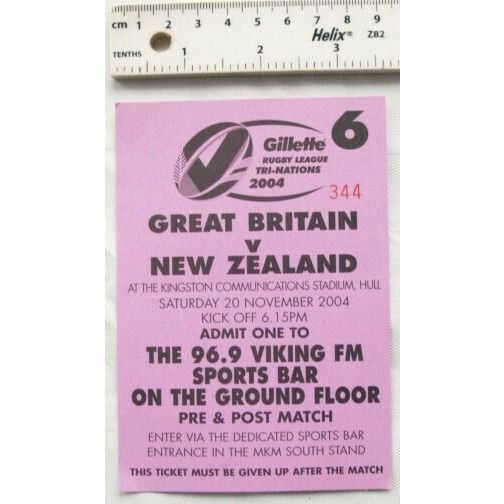 cm 1 2 3 4 5 6 7 8 9
Helix® Z82
TENTHS 1 2 3
6
Gillette
RUGBY LEAGUE
TRI-NATIONS
2004
344
GREAT BRITAIN
V
NEW ZEALAND
AT THE KINGSTON COMMUNICATIONS STADIUM, HULL
SATURDAY 20 NOVEMBER 2004
KICK OFF 6.15PM
ADMIT ONE TO
THE 96.9 VIKING FM
SPORTS BAR
ON THE GROUND FLOOR
PRE & POST MATCH
ENTER VIA THE DEDICATED SPORTS BAR
ENTRANCE IN THE MKM SOUTH STAND
THIS TICKET MUST BE GIVEN UP AFTER THE MATCH